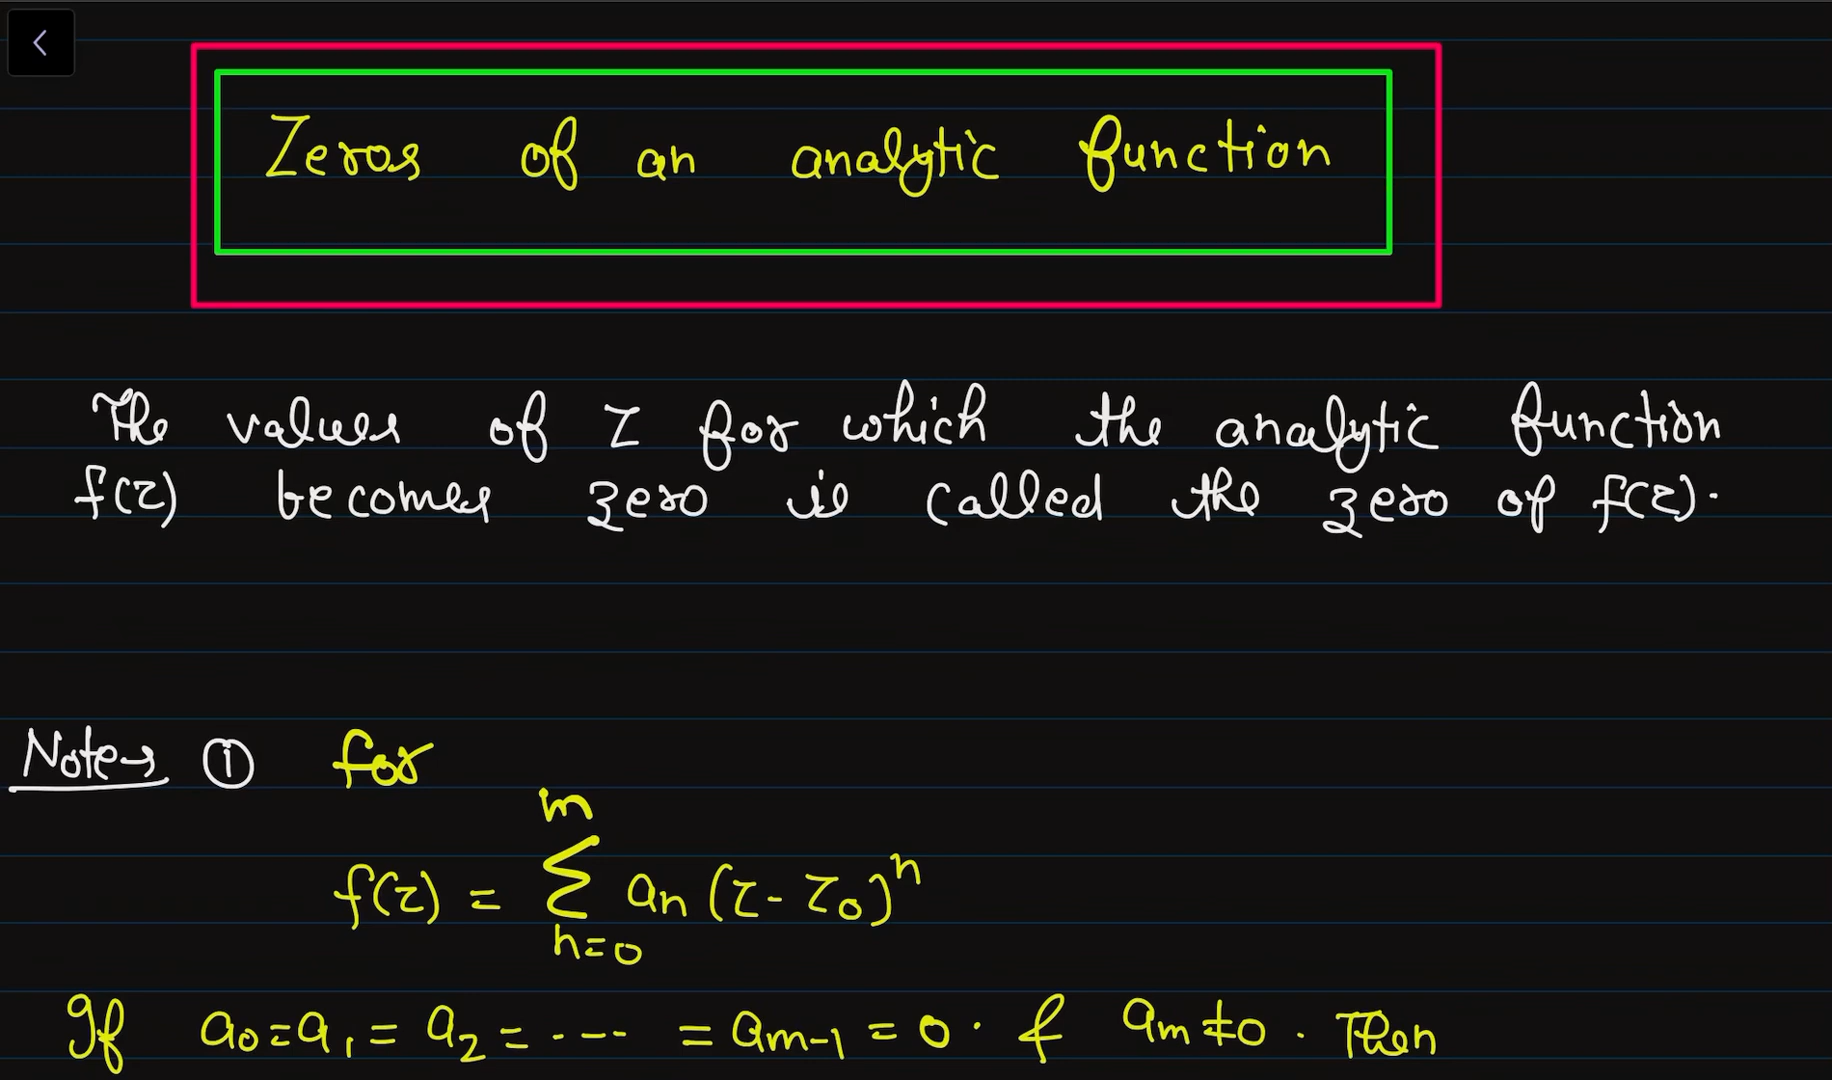 Zeros of an analytic function
The values of z for which the analytic function
f(z) becomes zero is called the zero of f(z).
Note→ ① for
m
f(z) = Σ an (z - z0)^n
n=0
If a0 = a1 = a2 = - - - = am-1 = 0 . & am ≠ 0 . Then